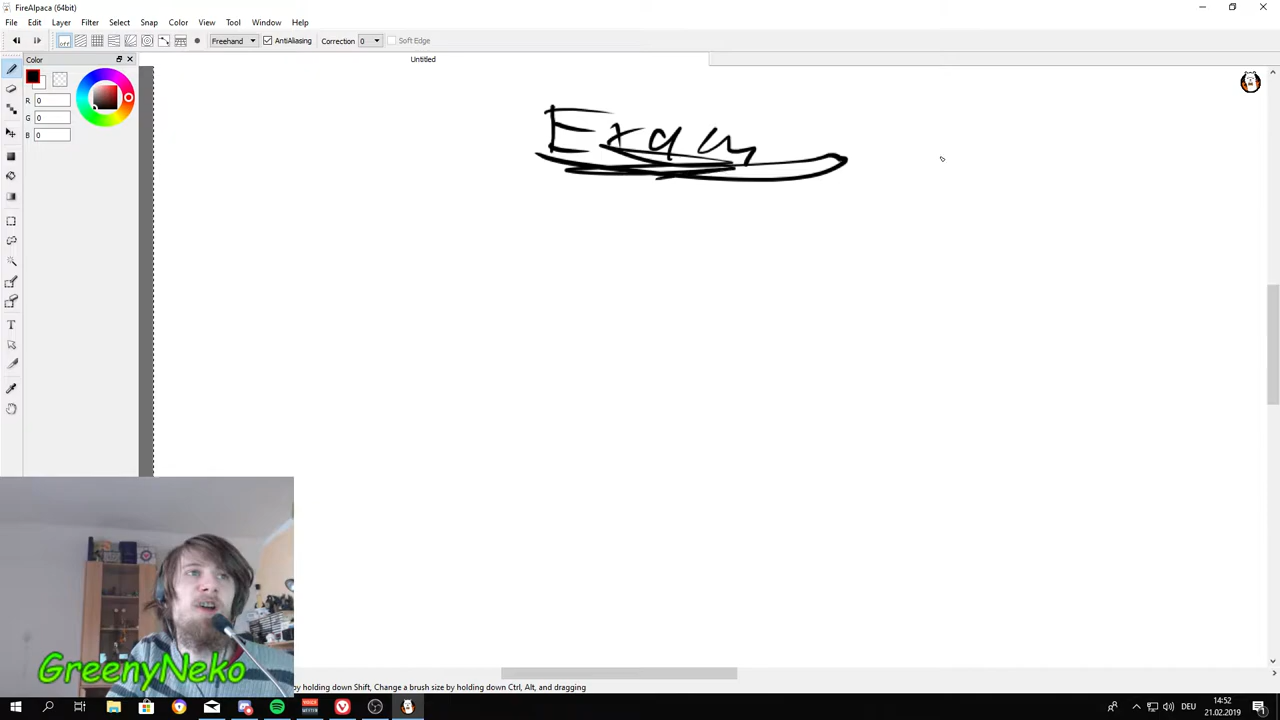 FireAlpaca (64bit)
File Edit Layer Filter Select Snap Color View Tool Window Help
off Freehand AntiAliasing Correction 0 Soft Edge
Color
Untitled
R 0
G 0
B 0
Exam
GreenyNeko
by holding down Shift, Change a brush size by holding down Ctrl, Alt, and dragging
DEU
14:52
21.02.2019